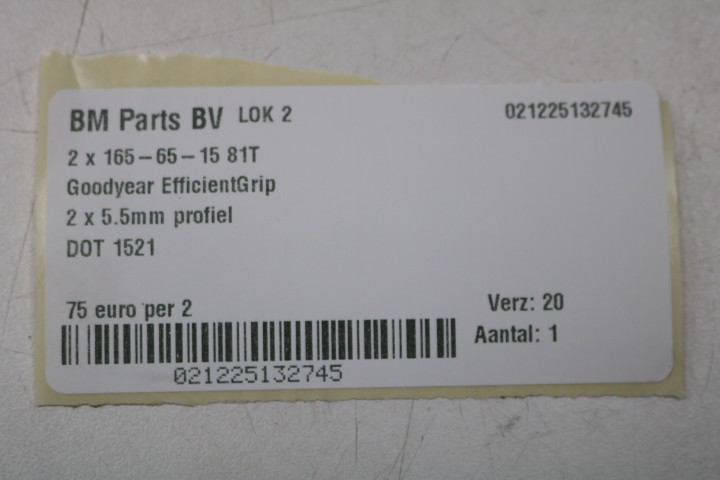 BM Parts BV LOK 2 021225132745
2 x 165-65-15 81T
Goodyear EfficientGrip
2 x 5.5mm profiel
DOT 1521
75 euro per 2 Verz: 20
Aantal: 1
021225132745